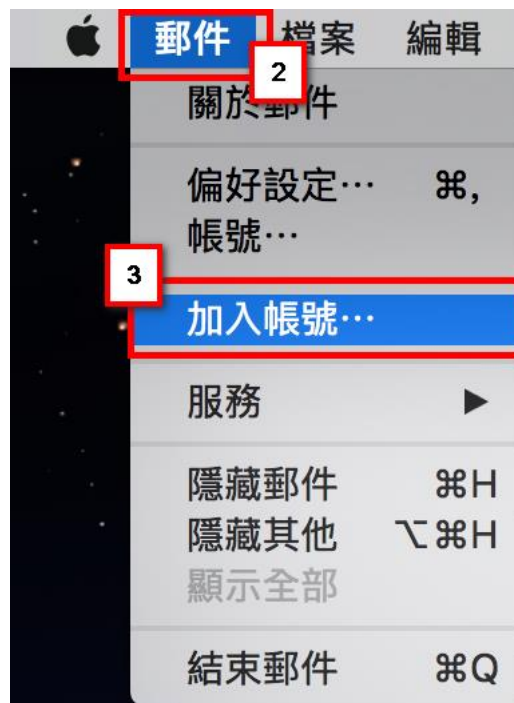 郵件 檔案 編輯
2
關於郵件
偏好設定… ⌘,
帳號…
3
加入帳號…
服務 ▶
隱藏郵件 ⌘H
隱藏其他 ⌥⌘H
顯示全部
結束郵件 ⌘Q